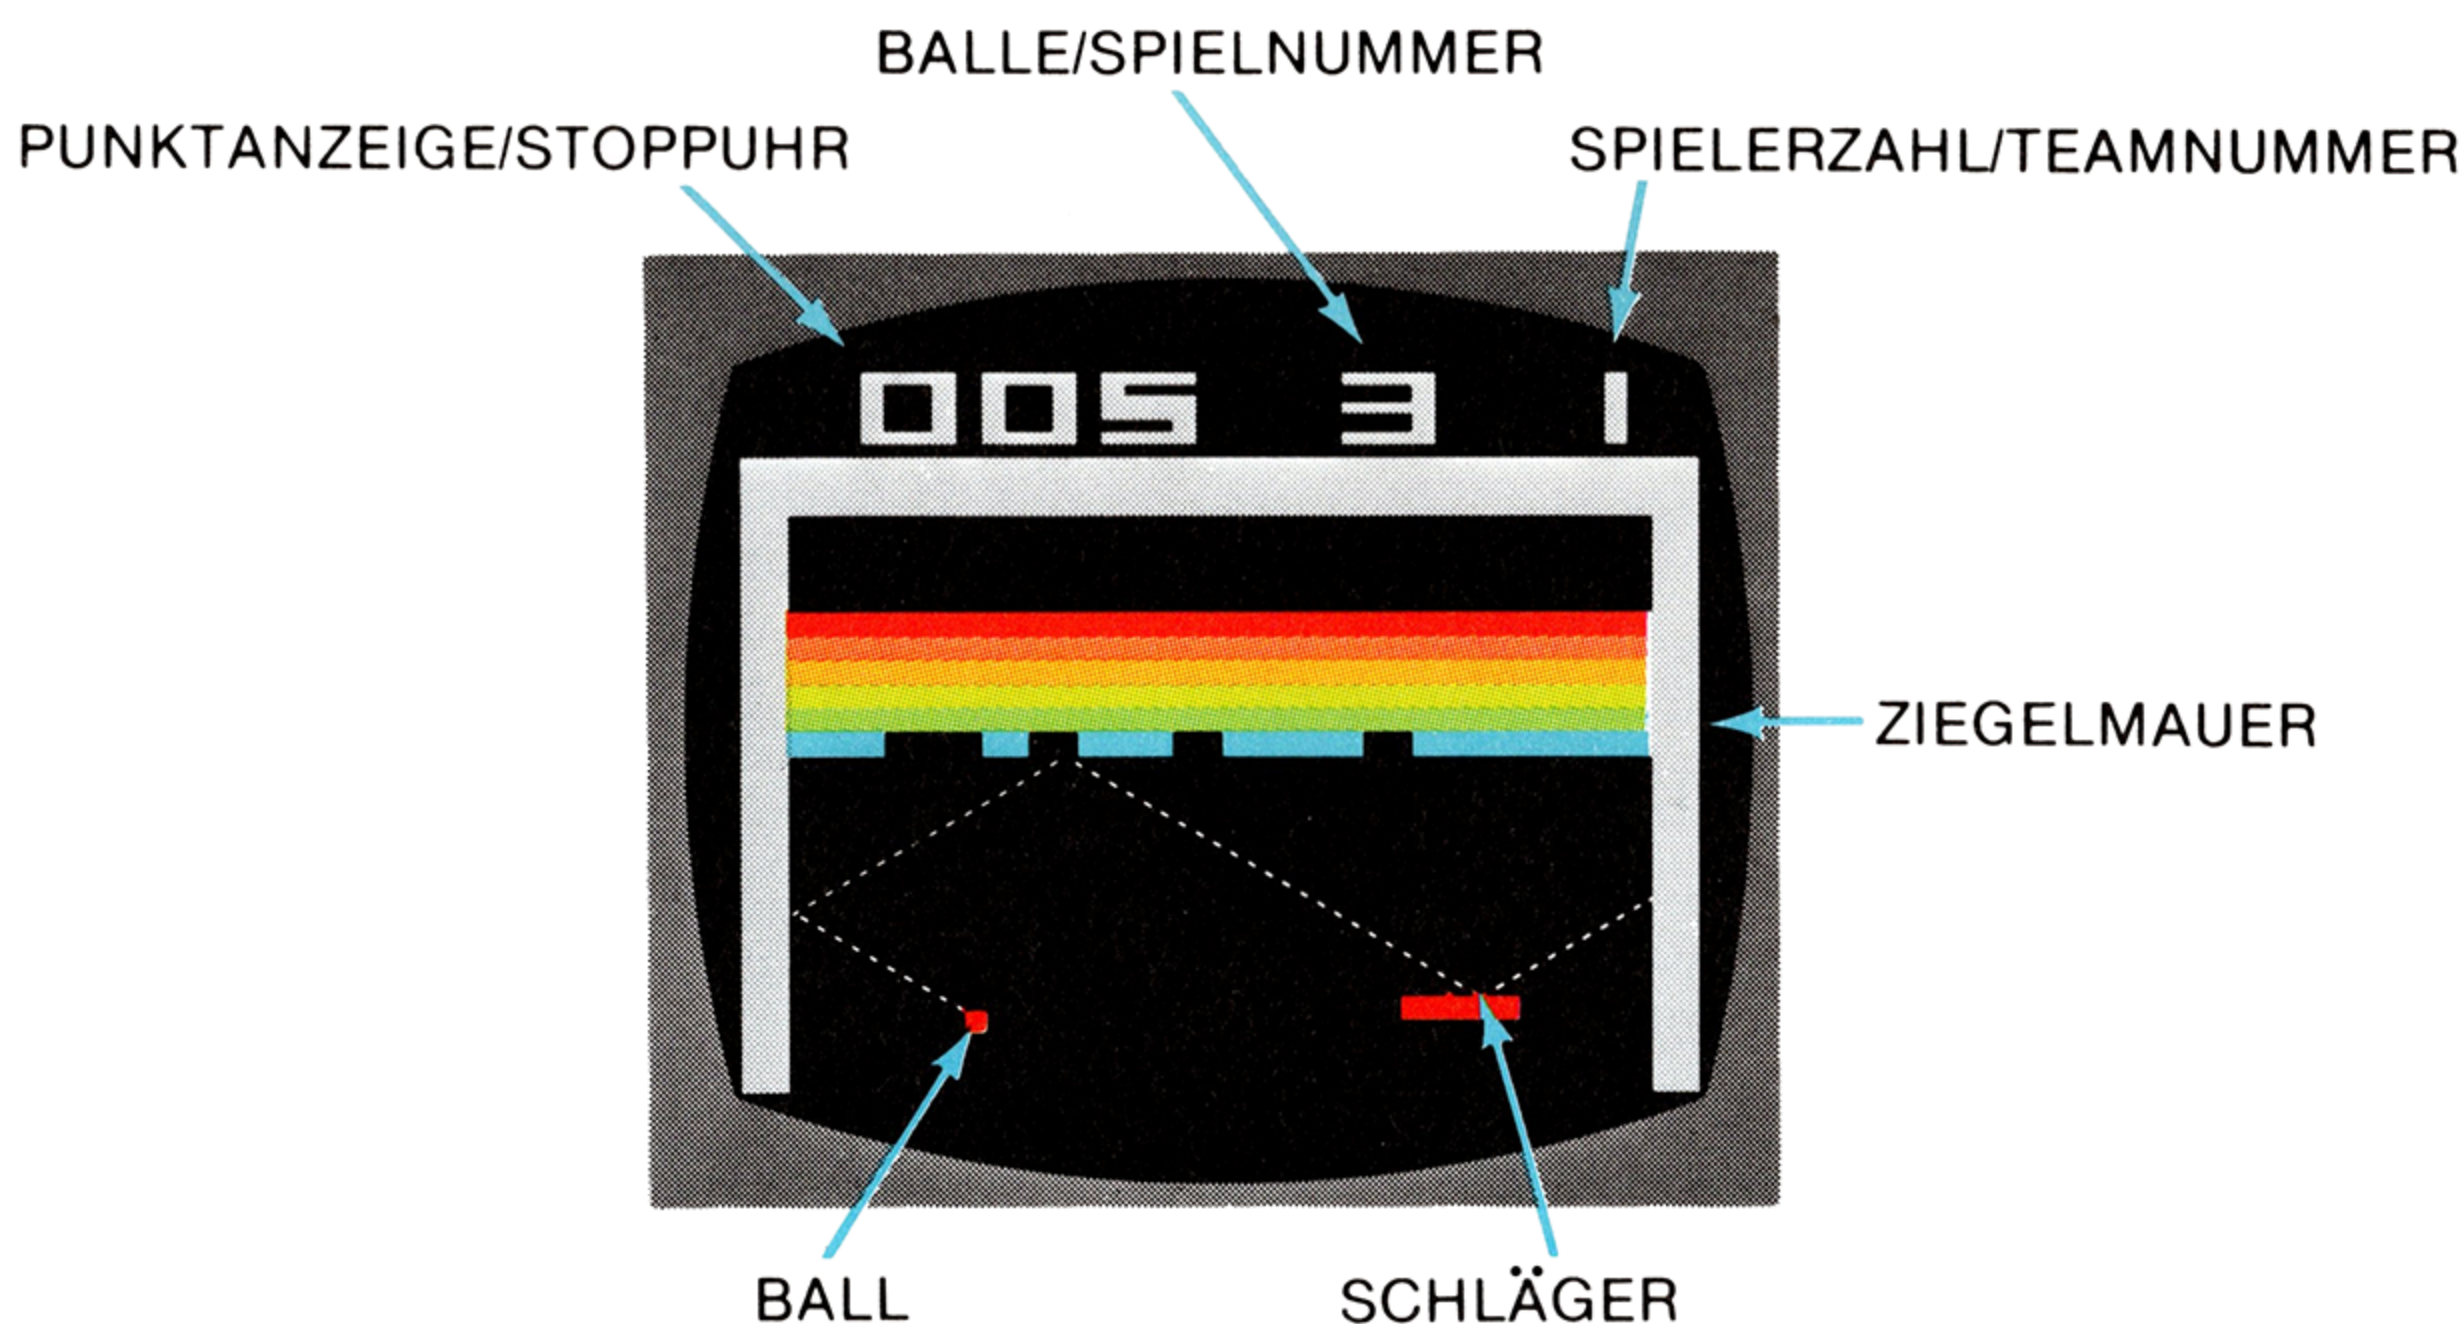 BALLE/SPIELNUMMER
PUNKTANZEIGE/STOPPUHR
SPIELERZAHL/TEAMNUMMER
005 3 1
ZIEGELMAUER
BALL
SCHLÄGER